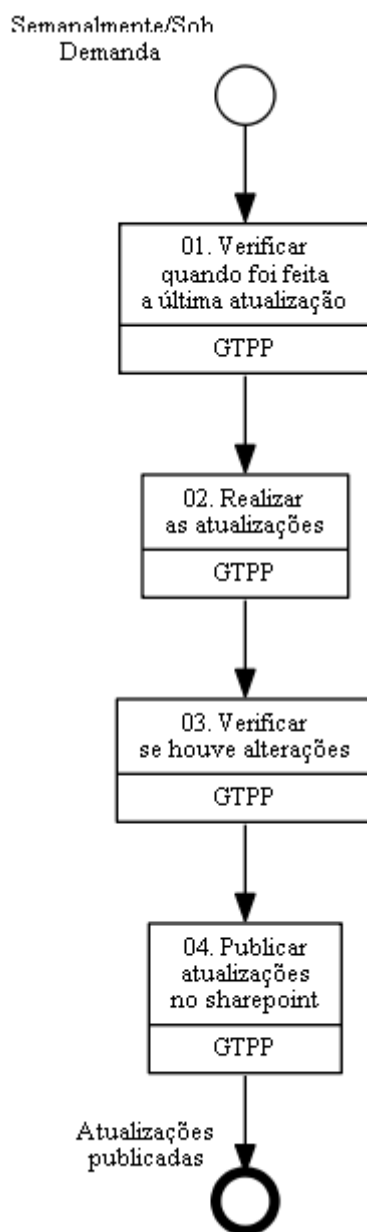 Semanalmente/Sob
Demanda
01. Verificar
quando foi feita
a última atualização
GTPP
02. Realizar
as atualizações
GTPP
03. Verificar
se houve alterações
GTPP
04. Publicar
atualizações
no sharepoint
GTPP
Atualizações
publicadas